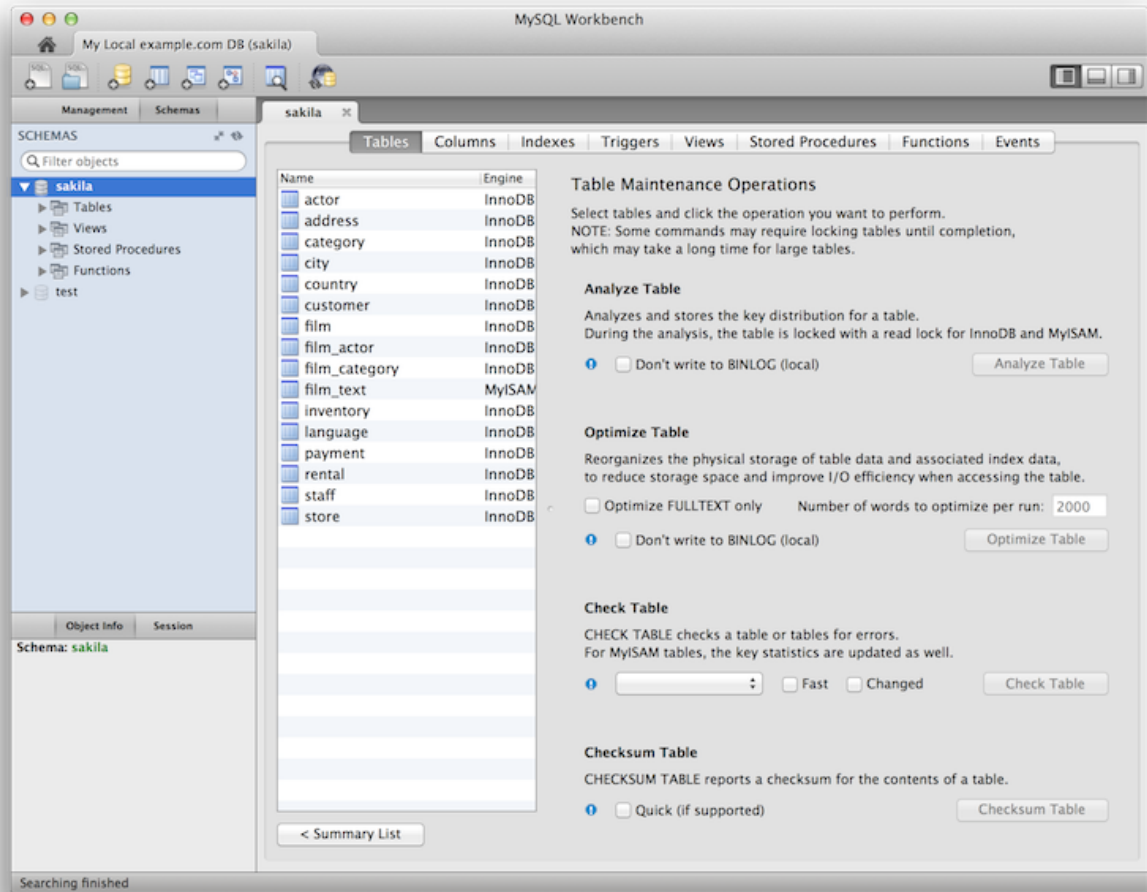 MySQL Workbench
My Local example.com DB (sakila)
Management Schemas
SCHEMAS
Filter objects
sakila
Tables
Views
Stored Procedures
Functions
test
Object Info Session
Schema: sakila
sakila
Tables Columns Indexes Triggers Views Stored Procedures Functions Events
Name Engine
actor InnoDB
address InnoDB
category InnoDB
city InnoDB
country InnoDB
customer InnoDB
film InnoDB
film_actor InnoDB
film_category InnoDB
film_text MyISAM
inventory InnoDB
language InnoDB
payment InnoDB
rental InnoDB
staff InnoDB
store InnoDB
< Summary List
Table Maintenance Operations
Select tables and click the operation you want to perform.
NOTE: Some commands may require locking tables until completion,
which may take a long time for large tables.
Analyze Table
Analyzes and stores the key distribution for a table.
During the analysis, the table is locked with a read lock for InnoDB and MyISAM.
Don't write to BINLOG (local) Analyze Table
Optimize Table
Reorganizes the physical storage of table data and associated index data,
to reduce storage space and improve I/O efficiency when accessing the table.
Optimize FULLTEXT only Number of words to optimize per run: 2000
Don't write to BINLOG (local) Optimize Table
Check Table
CHECK TABLE checks a table or tables for errors.
For MyISAM tables, the key statistics are updated as well.
Fast Changed Check Table
Checksum Table
CHECKSUM TABLE reports a checksum for the contents of a table.
Quick (if supported) Checksum Table
Searching finished